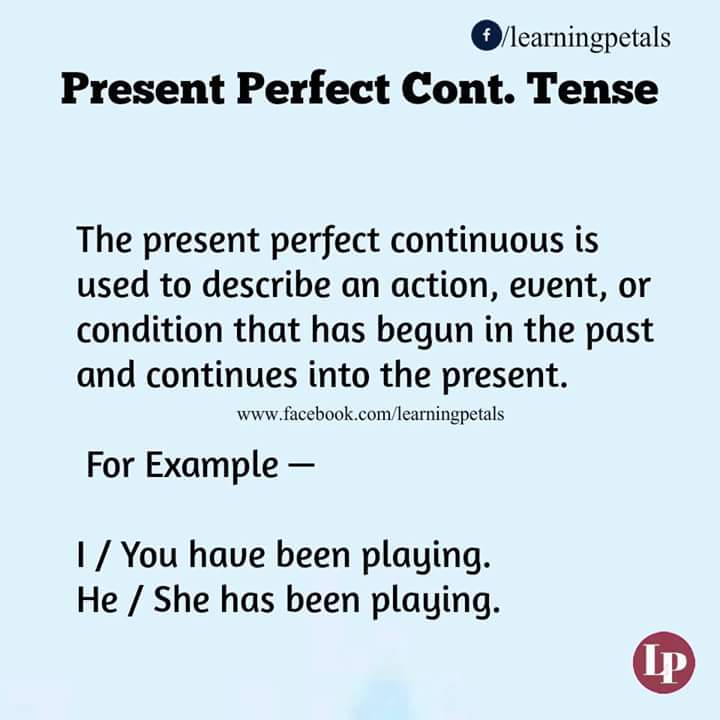 f/learningpetals
Present Perfect Cont. Tense
The present perfect continuous is
used to describe an action, event, or
condition that has begun in the past
and continues into the present.
www.facebook.com/learningpetals
For Example —
I / You have been playing.
He / She has been playing.
LP